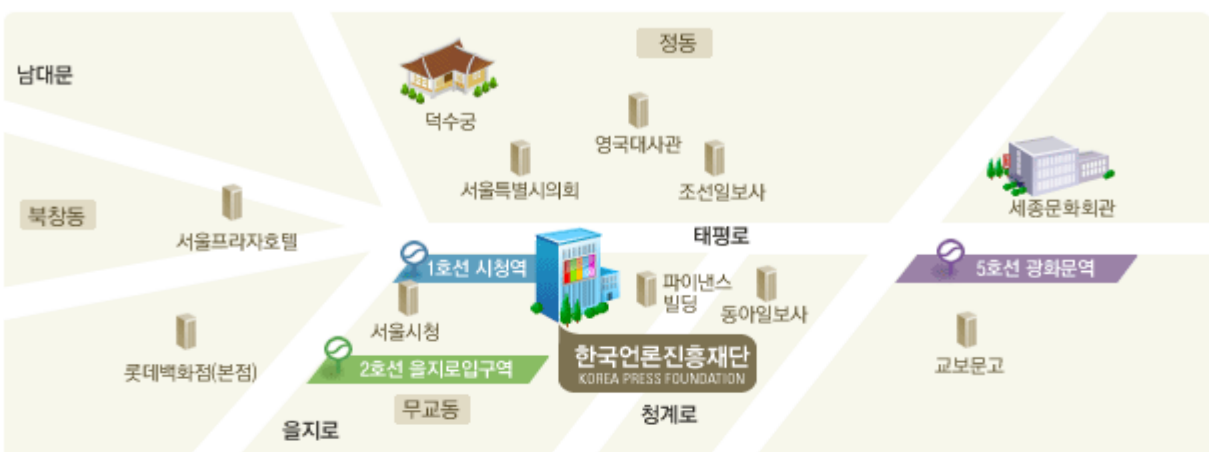 정동
남대문
덕수궁
영국대사관
서울특별시의회
조선일보사
세종문화회관
북창동
서울프라자호텔
태평로
1호선 시청역
5호선 광화문역
파이낸스
빌딩
동아일보사
서울시청
롯데백화점(본점)
2호선 을지로입구역
한국언론진흥재단
KOREA PRESS FOUNDATION
교보문고
무교동
청계로
을지로